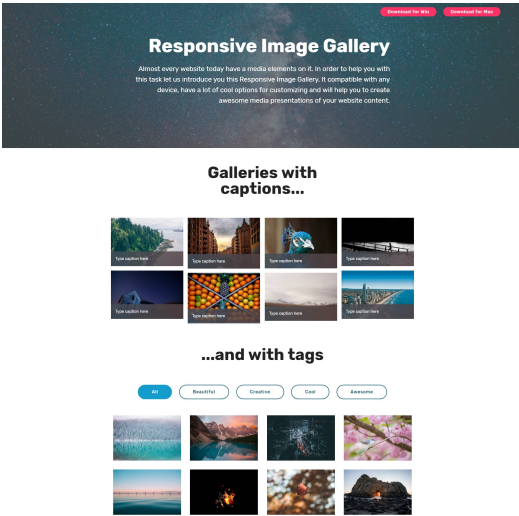 Download for Win
Download for Mac
Responsive Image Gallery
Almost every website today have a media elements on it. In order to help you with
this task let us introduce you this Responsive Image Gallery. It compatible with any
device, have a lot of cool options for customizing and will help you to create
awesome media presentations of your website content.
Galleries with
captions...
Type caption here
Type caption here
Type caption here
Type caption here
Type caption here
Type caption here
Type caption here
Type caption here
...and with tags
All
Beautiful
Creative
Cool
Awesome